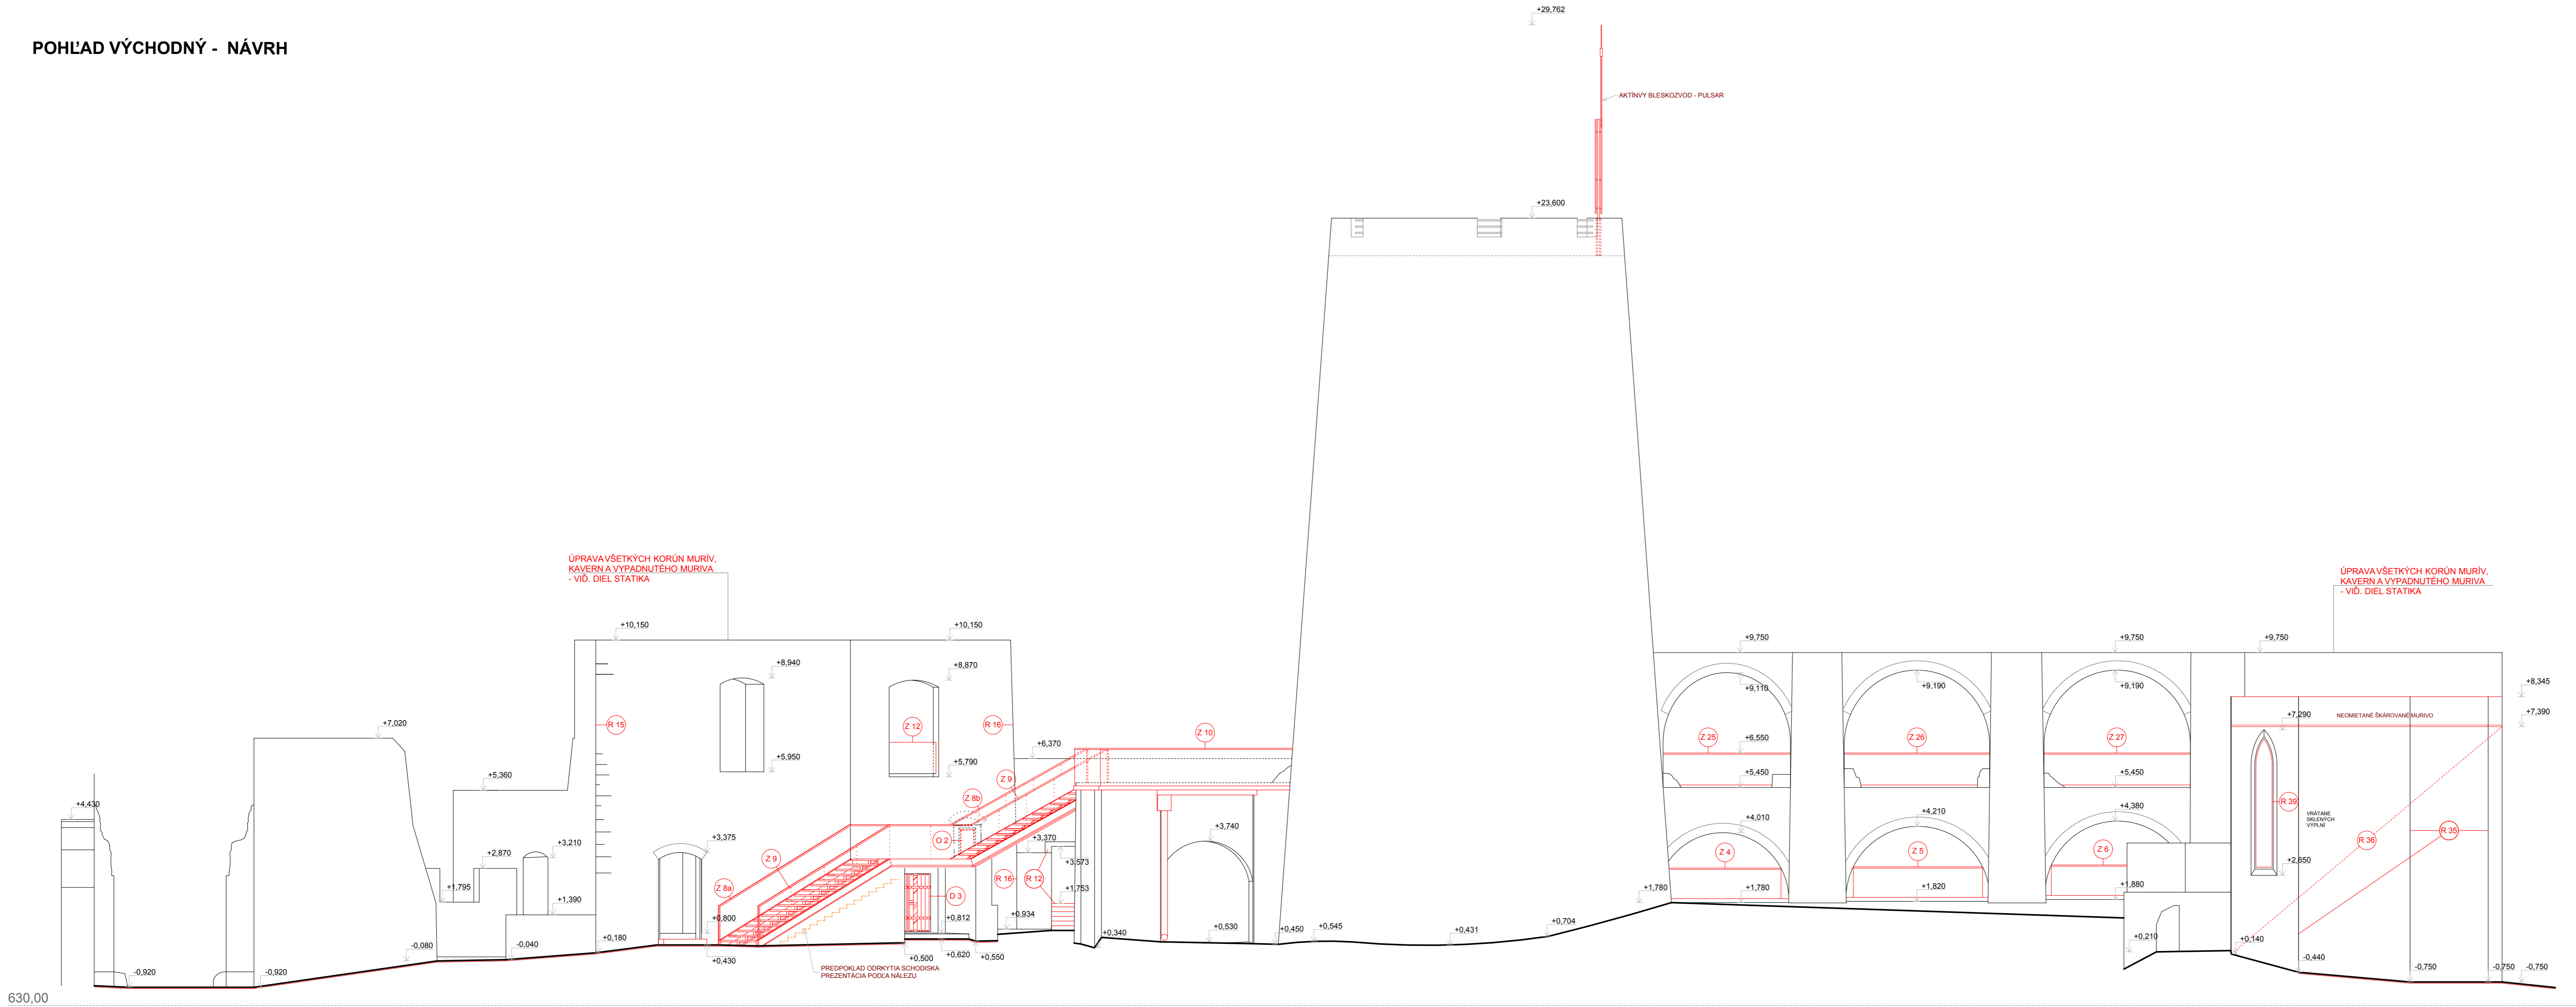 POHĽAD VÝCHODNÝ - NÁVRH
+29,762
AKTÍNVY BLESKOZVOD - PULSAR
+23,600
ÚPRAVA VŠETKÝCH KORÚN MURÍV,
KAVERN A VYPADNUTÉHO MURIVA
- VIĎ. DIEL STATIKA
ÚPRAVA VŠETKÝCH KORÚN MURÍV,
KAVERN A VYPADNUTÉHO MURIVA
- VIĎ. DIEL STATIKA
+10,150
+10,150
+9,750
+9,750
+9,750
+8,940
+8,870
+9,110
+9,190
+9,190
+8,345
+7,020
R 15
Z 12
R 16
Z 10
Z 25
Z 26
Z 27
+7,290
NEOMIETANÉ ŠKÁROVANÉ MURIVO
+7,390
+6,370
+6,550
+5,360
+5,950
+5,790
Z 9
+5,450
+5,450
+4,430
Z 8b
R 39
VRÁTANE
SKLENÝCH
VÝPLNÍ
+3,210
+3,375
O 2
+3,370
+3,740
+4,010
+4,210
+4,380
R 36
R 35
+2,870
Z 9
+3,573
Z 4
Z 5
Z 6
+2,650
+1,795
Z 8a
D 3
R 16
R 12
+1,753
+1,780
+1,780
+1,820
+1,880
+1,390
+0,800
+0,812
+0,934
+0,704
-0,080
-0,040
+0,180
+0,430
+0,500
+0,620
+0,550
+0,340
+0,530
+0,450
+0,545
+0,431
+0,210
+0,140
-0,440
-0,920
-0,920
PREDPOKLAD ODRKYTIA SCHODISKA
PREZENTÁCIA PODĽA NÁLEZU
-0,750
-0,750
-0,750
630,00